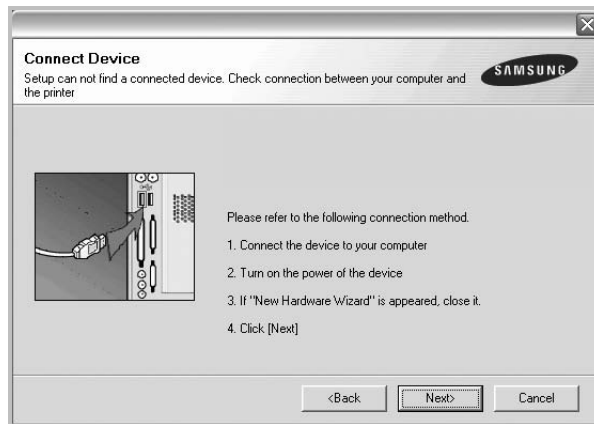 Connect Device
Setup can not find a connected device. Check connection between your computer and
the printer
SAMSUNG
Please refer to the following connection method.
1. Connect the device to your computer
2. Turn on the power of the device
3. If "New Hardware Wizard" is appeared, close it.
4. Click [Next]
<Back
Next>
Cancel